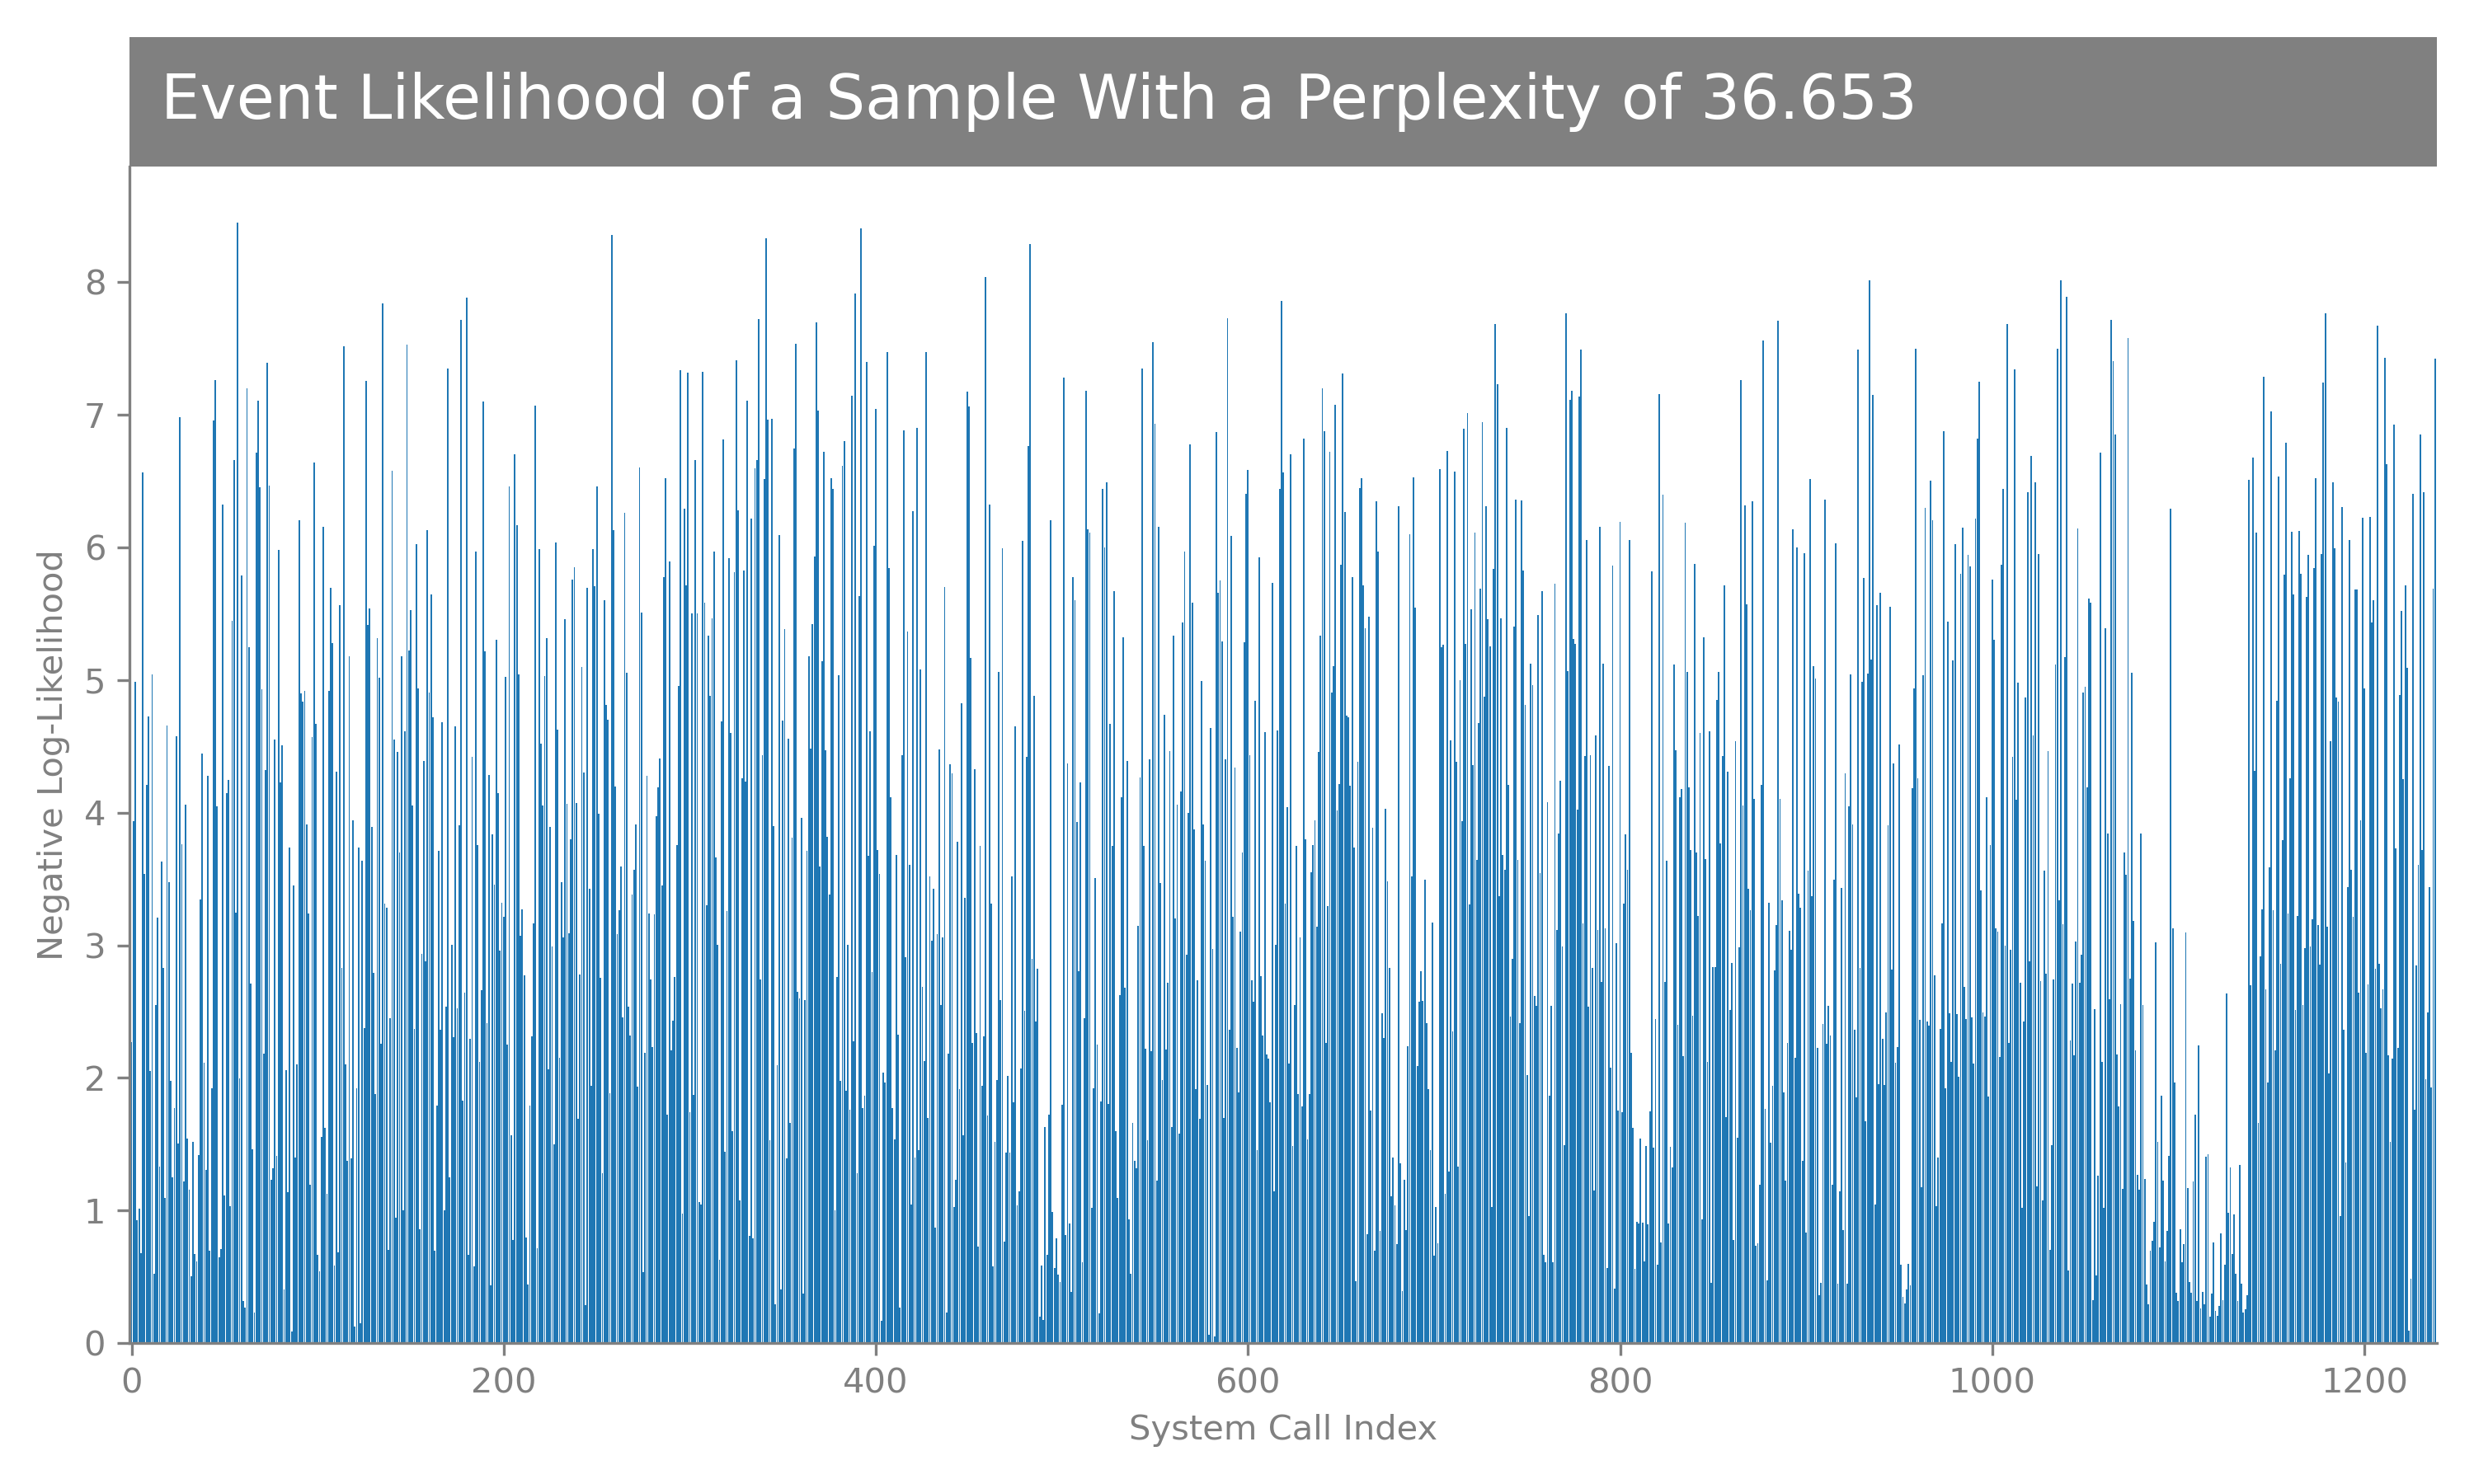 Event Likelihood of a Sample With a Perplexity of 36.653
Negative Log-Likelihood
8
7
6
5
4
3
2
1
0
0 200 400 600 800 1000 1200
System Call Index